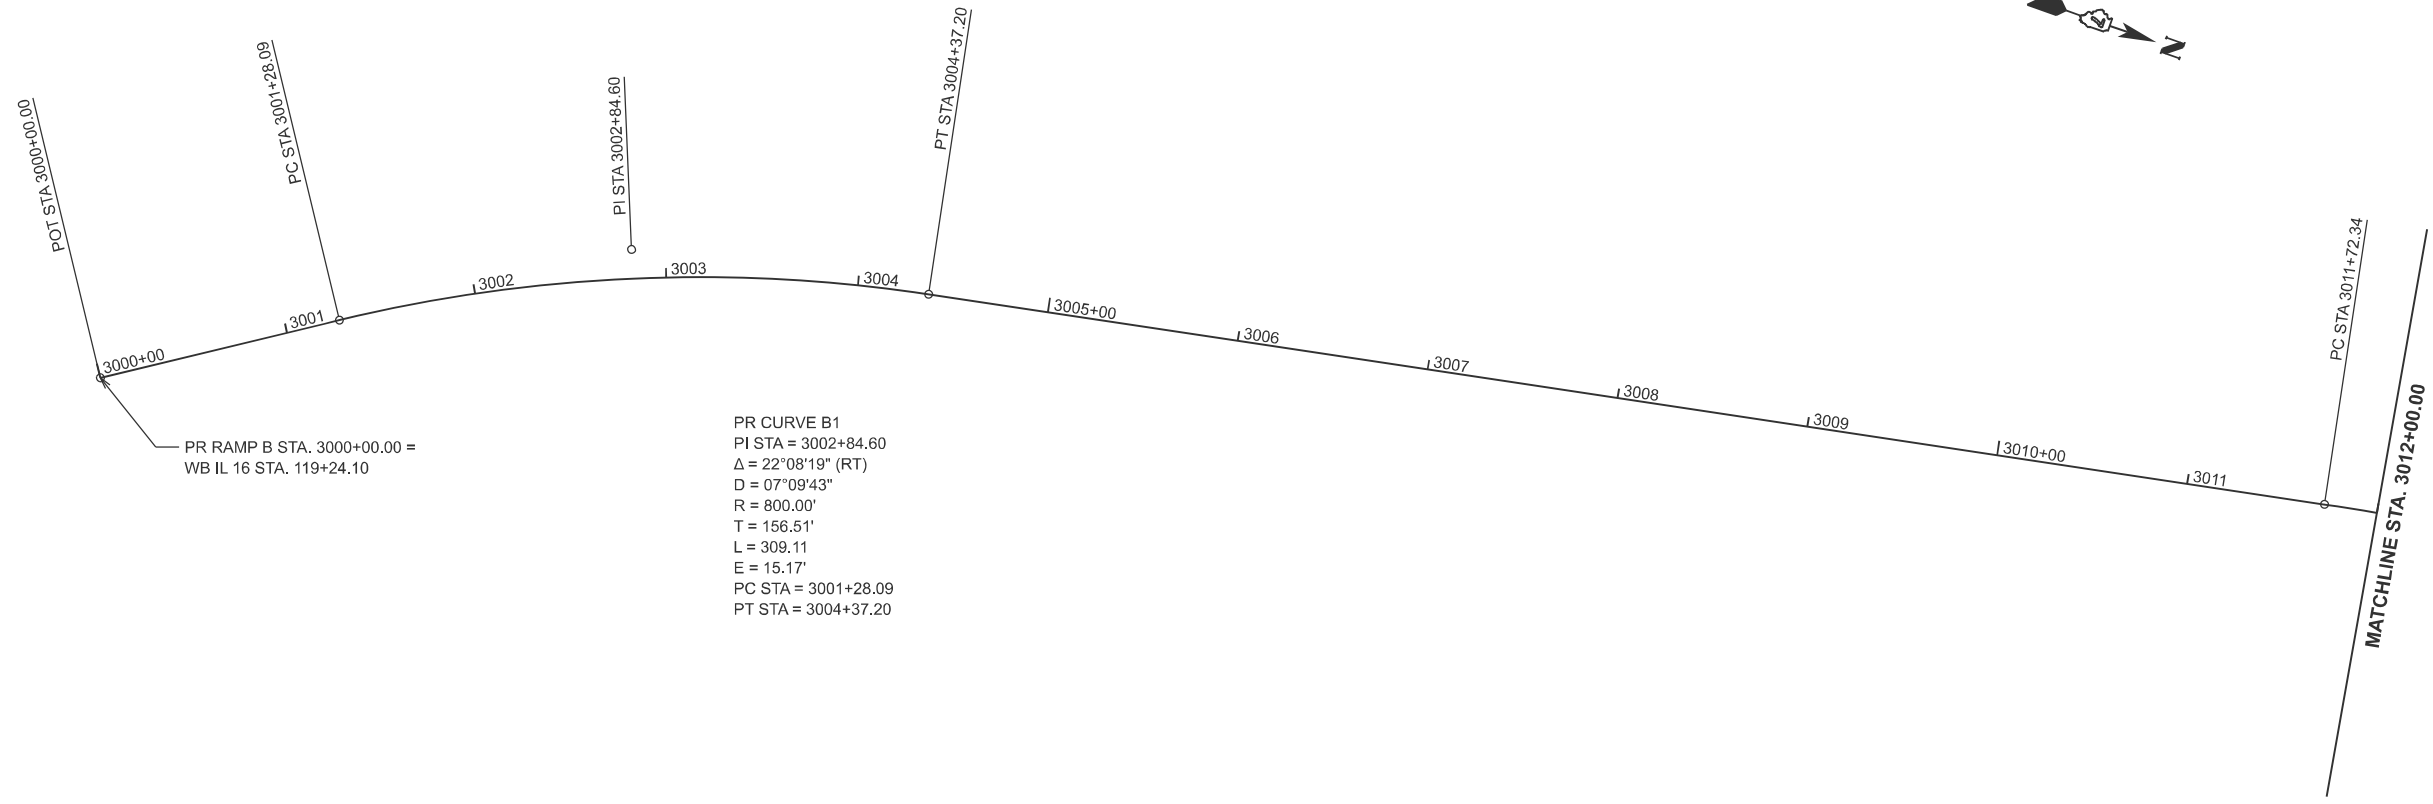 POT STA 3000+00.00
PC STA 3001+28.09
PI STA 3002+84.60
PT STA 3004+37.20
N
3000+00
3001
3002
3003
3004
3005+00
3006
3007
3008
3009
3010+00
3011
PC STA 3011+72.34
MATCHLINE STA. 3012+00.00
PR RAMP B STA. 3000+00.00 =
WB IL 16 STA. 119+24.10
PR CURVE B1
PI STA = 3002+84.60
Δ = 22°08'19" (RT)
D = 07°09'43"
R = 800.00'
T = 156.51'
L = 309.11
E = 15.17'
PC STA = 3001+28.09
PT STA = 3004+37.20